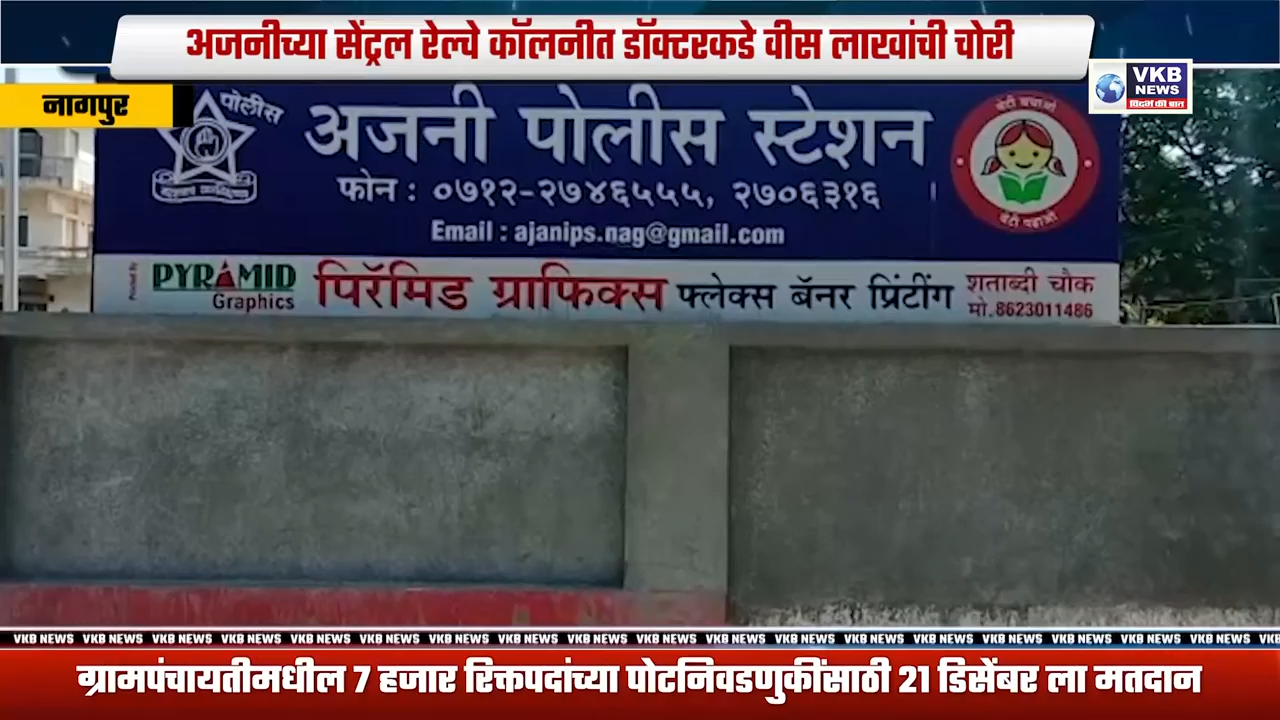 अजनीच्या सेंट्रल रेल्वे कॉलनीत डॉक्टरकडे वीस लाखांची चोरी
VKB
NEWS
विदर्भ की बात
नागपुर
पोलीस
अजनी पोलीस स्टेशन
फोन : ०७१२-२७४६५५५, २७०६३१६
Email : ajanips.nag@gmail.com
बेटी बचाओ
बेटी पढाओ
PYRAMID
Graphics
पिरॅमिड ग्राफिक्स फ्लेक्स बॅनर प्रिंटींग
शताब्दी चौक
मो.8623011486
VKB NEWS VKB NEWS VKB NEWS VKB NEWS VKB NEWS VKB NEWS VKB NEWS VKB NEWS VKB NEWS VKB NEWS VKB NEWS VKB NEWS VKB NEWS VKB NEWS VKB NEWS VKB NEWS VKB NEWS VKB NEWS
ग्रामपंचायतीमधील 7 हजार रिक्तपदांच्या पोटनिवडणुकींसाठी 21 डिसेंबर ला मतदान